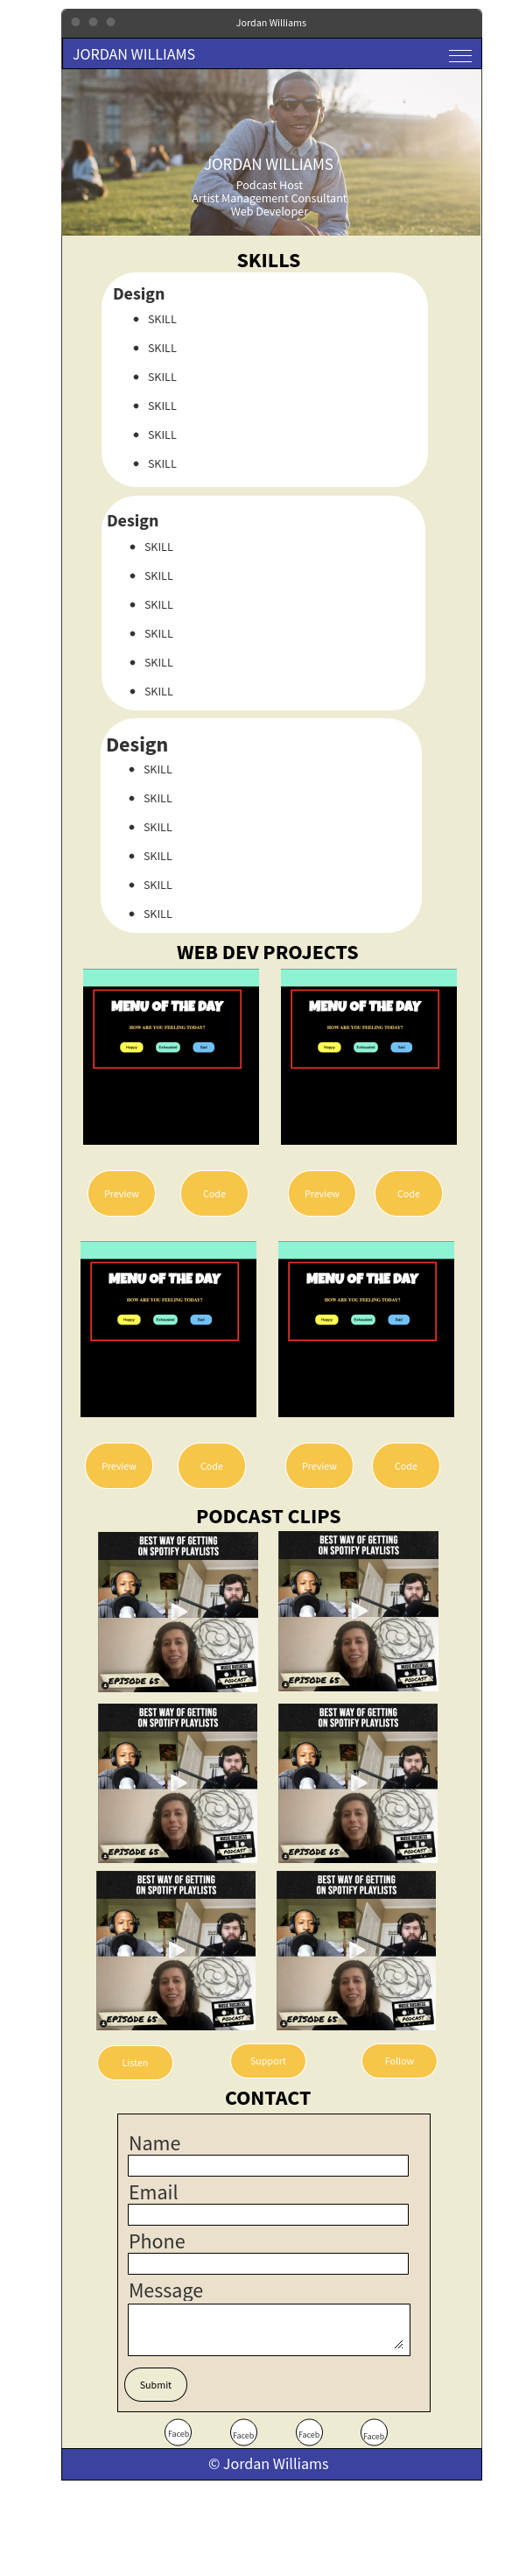 Jordan Williams
JORDAN WILLIAMS
JORDAN WILLIAMS
Podcast Host
Artist Management Consultant
Web Developer
SKILLS
Design
SKILL
SKILL
SKILL
SKILL
SKILL
SKILL
Design
SKILL
SKILL
SKILL
SKILL
SKILL
SKILL
Design
SKILL
SKILL
SKILL
SKILL
SKILL
SKILL
WEB DEV PROJECTS
MENU OF THE DAY
HOW ARE YOU FEELING TODAY?
Happy Exhausted Sad
MENU OF THE DAY
HOW ARE YOU FEELING TODAY?
Happy Exhausted Sad
Preview Code Preview Code
MENU OF THE DAY
HOW ARE YOU FEELING TODAY?
Happy Exhausted Sad
MENU OF THE DAY
HOW ARE YOU FEELING TODAY?
Happy Exhausted Sad
Preview Code Preview Code
PODCAST CLIPS
BEST WAY OF GETTING
ON SPOTIFY PLAYLISTS
EPISODE 65
MUSIC BUSINESS
PODCAST
BEST WAY OF GETTING
ON SPOTIFY PLAYLISTS
EPISODE 65
MUSIC BUSINESS
PODCAST
BEST WAY OF GETTING
ON SPOTIFY PLAYLISTS
EPISODE 65
MUSIC BUSINESS
PODCAST
BEST WAY OF GETTING
ON SPOTIFY PLAYLISTS
EPISODE 65
MUSIC BUSINESS
PODCAST
BEST WAY OF GETTING
ON SPOTIFY PLAYLISTS
EPISODE 65
MUSIC BUSINESS
PODCAST
BEST WAY OF GETTING
ON SPOTIFY PLAYLISTS
EPISODE 65
MUSIC BUSINESS
PODCAST
Listen Support Follow
CONTACT
Name
Email
Phone
Message
Submit
Faceb Faceb Faceb Faceb
© Jordan Williams